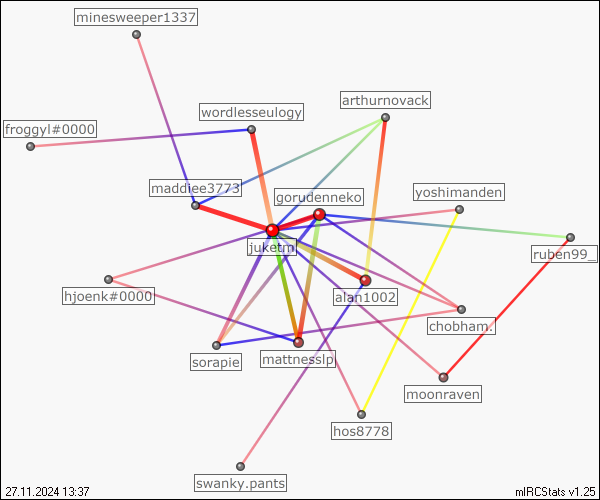 minesweeper1337
arthurnovack
wordlesseulogy
froggyl#0000
maddiee3773
gorudenneko
yoshimanden
juketm
ruben99_
hjoenk#0000
alan1002
chobham.
sorapie
mattnesslp
moonraven
hos8778
swanky.pants
27.11.2024 13:37
mIRCStats v1.25